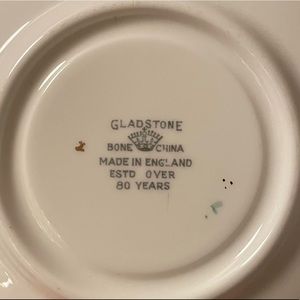 GLADSTONE
BONE CHINA
MADE IN ENGLAND
ESTD OVER
80 YEARS